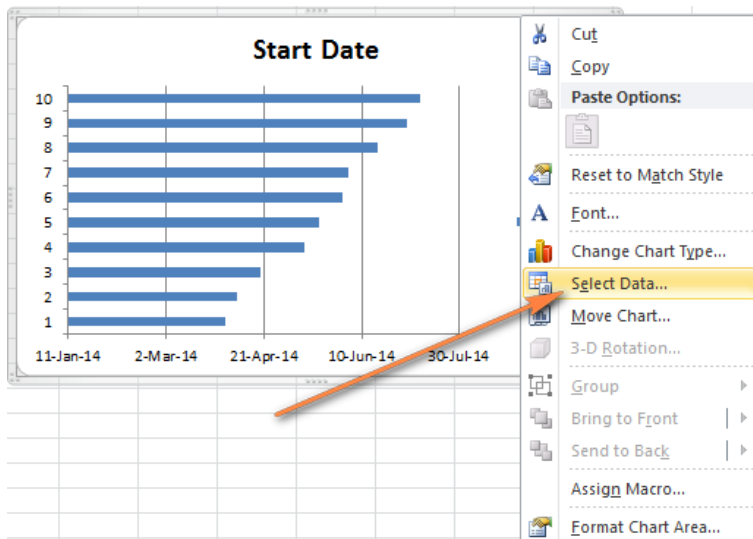 Start Date
10
9
8
7
6
5
4
3
2
1
11-Jan-14 2-Mar-14 21-Apr-14 10-Jun-14 30-Jul-14
Cut
Copy
Paste Options:
Reset to Match Style
Font...
Change Chart Type...
Select Data...
Move Chart...
3-D Rotation...
Group
Bring to Front
Send to Back
Assign Macro...
Format Chart Area...